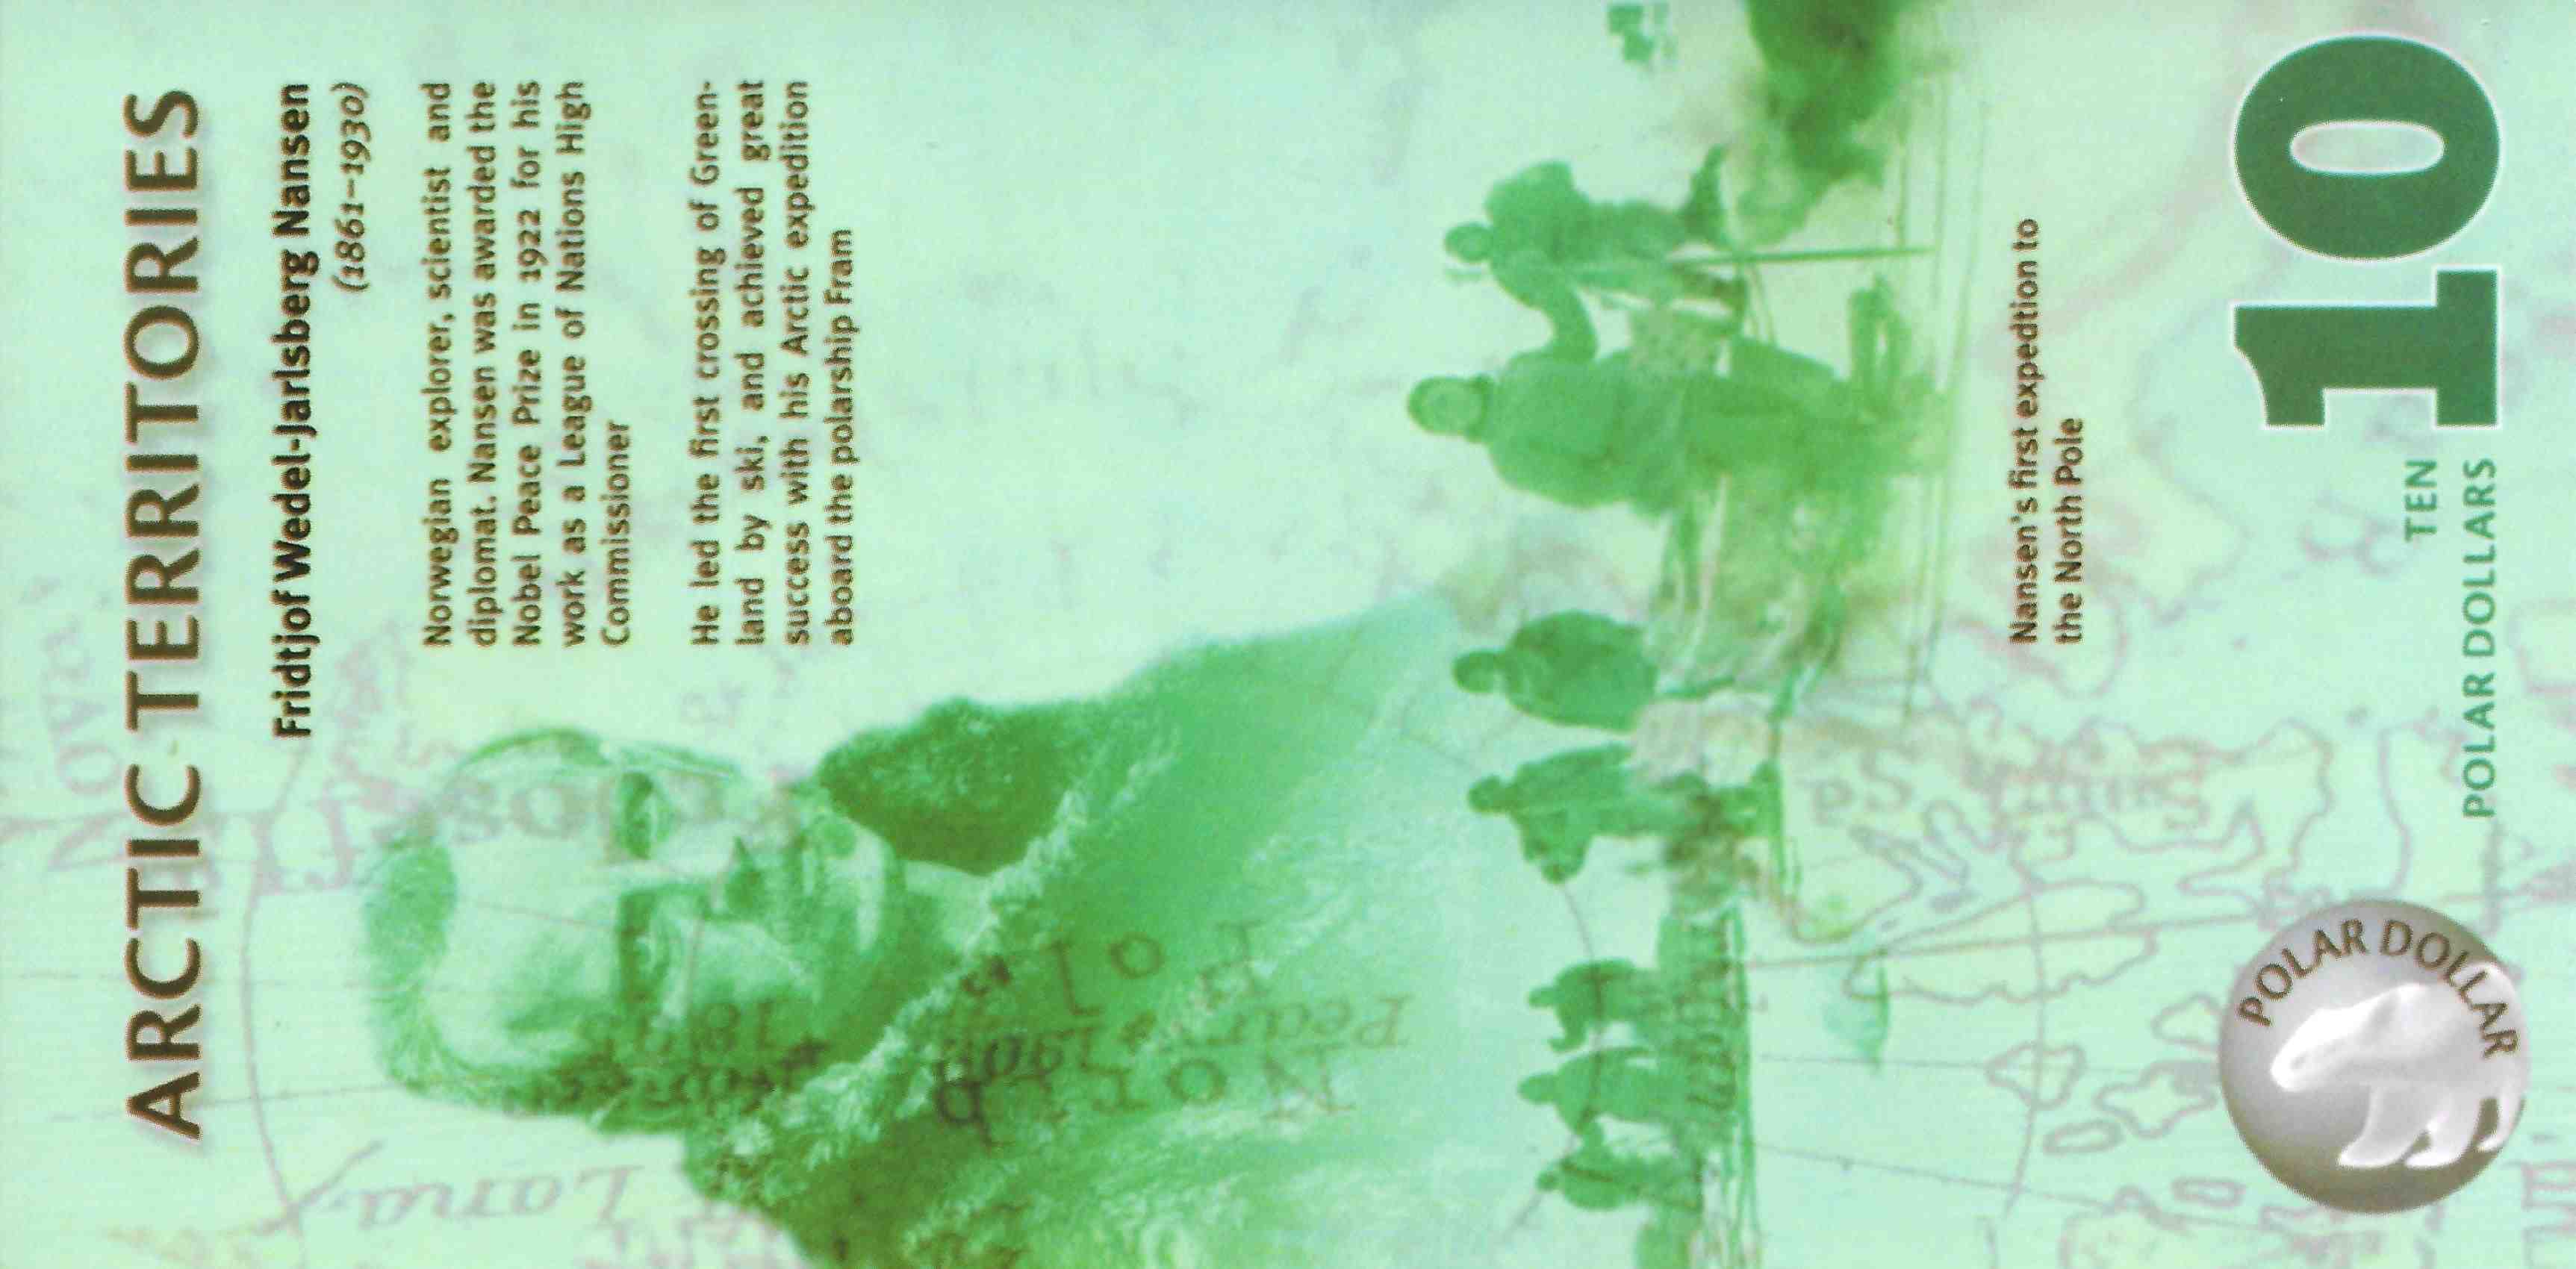 ARCTIC TERRITORIES
Fridtjof Wedel-Jarlsberg Nansen
(1861–1930)
Norwegian explorer, scientist and
diplomat. Nansen was awarded the
Nobel Peace Prize in 1922 for his
work as a League of Nations High
Commissioner
He led the first crossing of Green-
land by ski, and achieved great
success with his Arctic expedition
aboard the polarship Fram
Nansen's first expedtion to
the North Pole
POLAR DOLLAR
TEN
POLAR DOLLARS
10